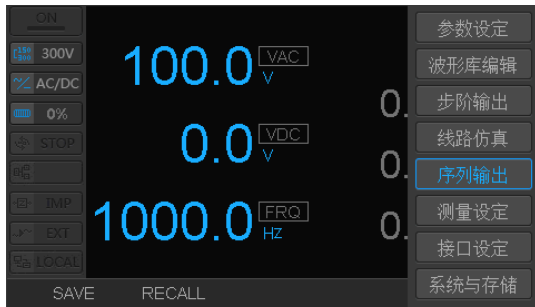 ON
300V
AC/DC
0%
STOP
IMP
EXT
LOCAL
100.0 VAC V
0.
0.0 VDC V
0.
1000.0 FRQ HZ
0.
参数设定
波形库编辑
步阶输出
线路仿真
序列输出
测量设定
接口设定
系统与存储
SAVE RECALL